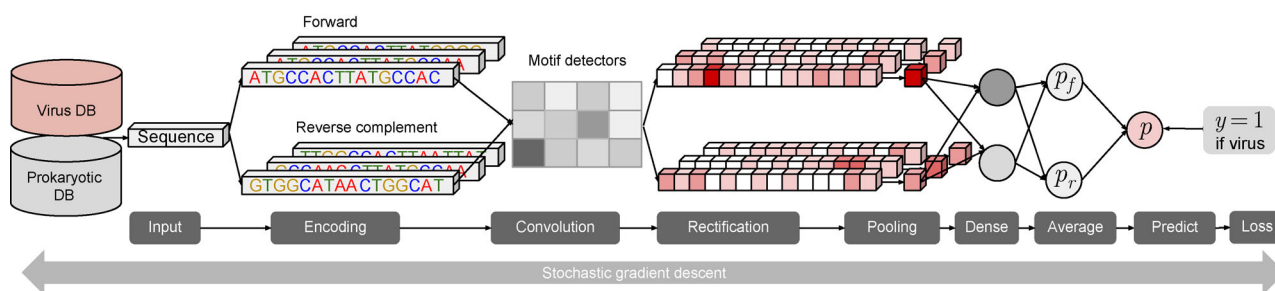 Forward
ATGCCACTTATGCCAC
Motif detectors
Virus DB
Sequence
Reverse complement
GTGGCATAACTGGCAT
Prokaryotic
DB
p_f
p_r
p
y = 1
if virus
Input
Encoding
Convolution
Rectification
Pooling
Dense
Average
Predict
Loss
Stochastic gradient descent